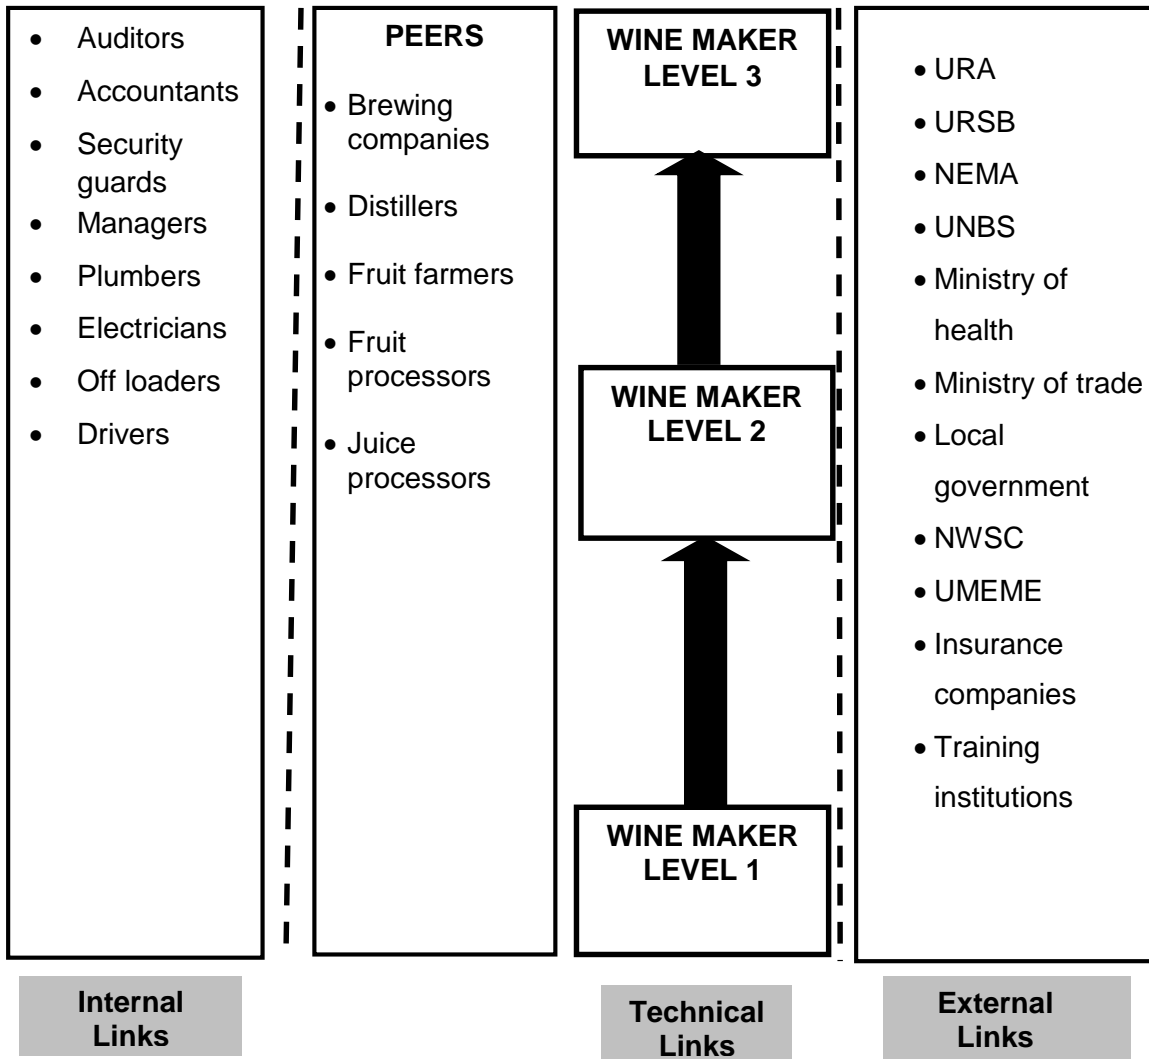 • Auditors
• Accountants
• Security
guards
• Managers
• Plumbers
• Electricians
• Off loaders
• Drivers
PEERS
• Brewing
companies
• Distillers
• Fruit farmers
• Fruit
processors
• Juice
processors
WINE MAKER
LEVEL 3
WINE MAKER
LEVEL 2
WINE MAKER
LEVEL 1
• URA
• URSB
• NEMA
• UNBS
• Ministry of
health
• Ministry of trade
• Local
government
• NWSC
• UMEME
• Insurance
companies
• Training
institutions
Internal
Links
Technical
Links
External
Links